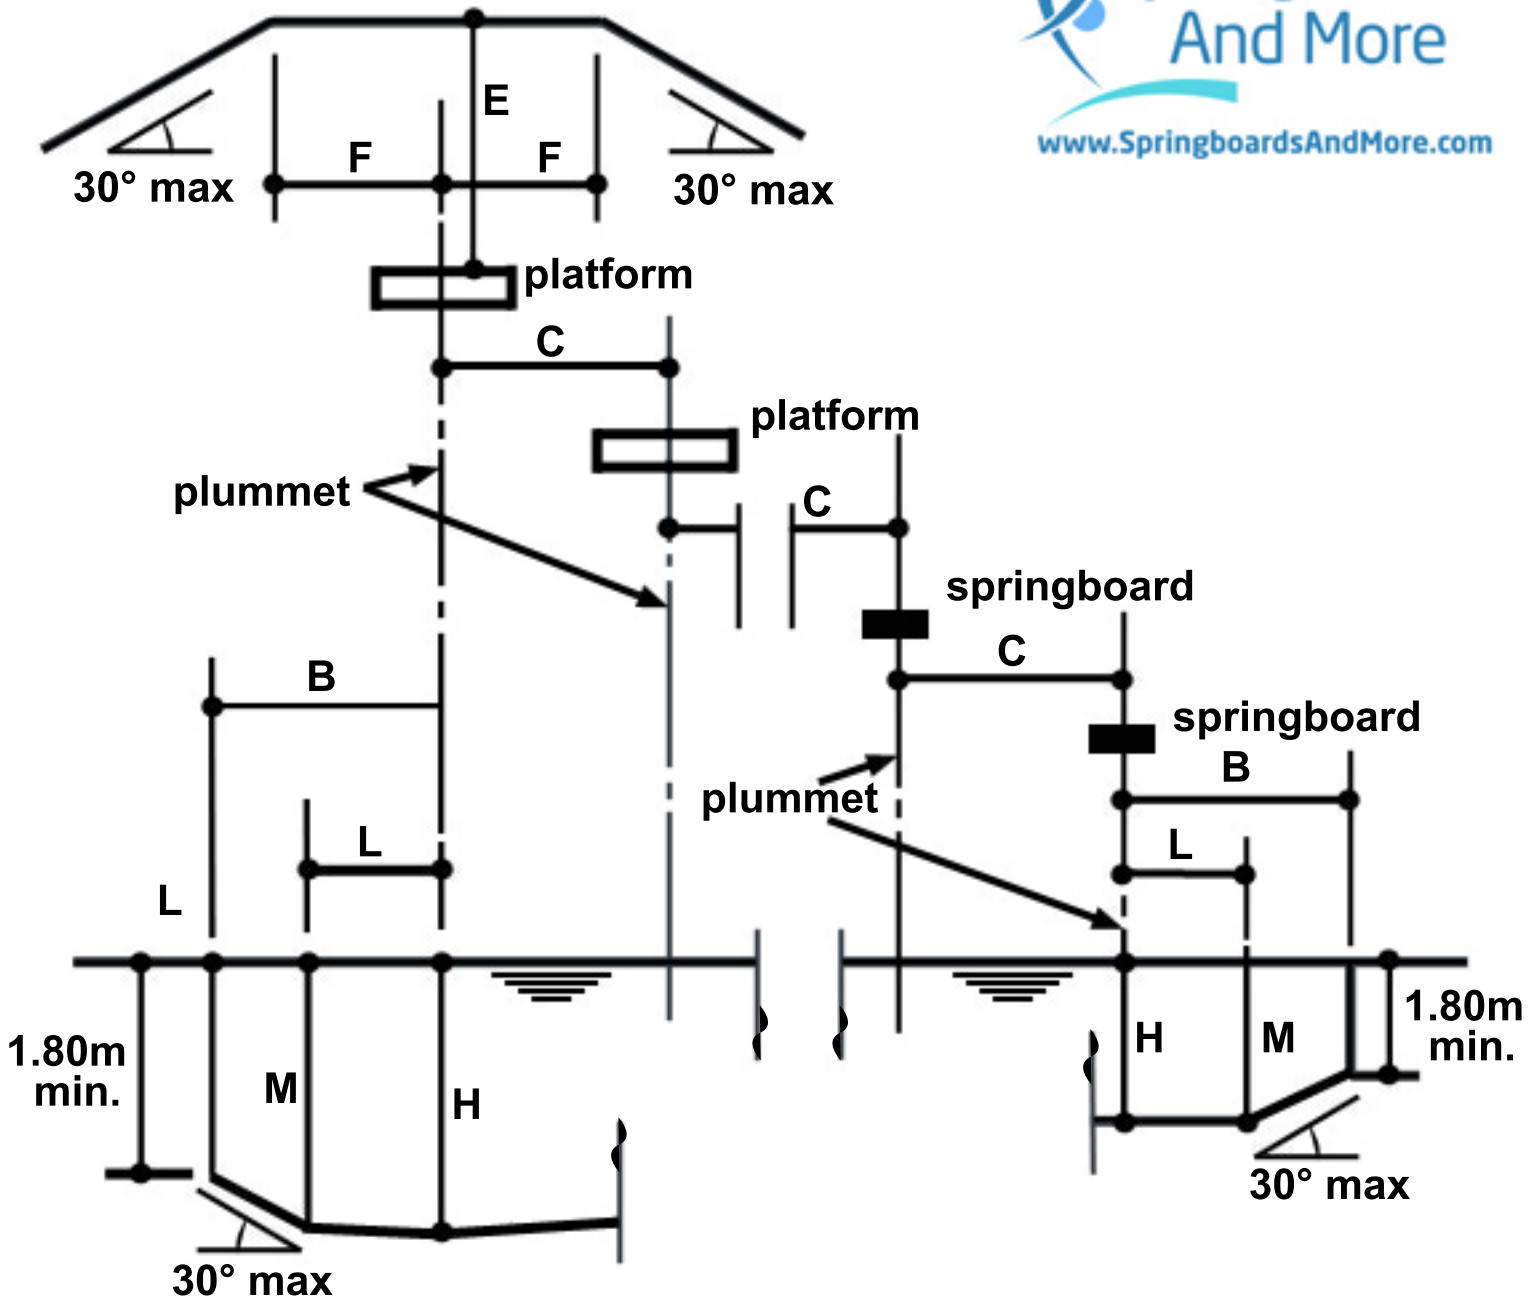 And More
www.SpringboardsAndMore.com
E
F
F
30° max
30° max
platform
C
platform
plummet
C
springboard
C
B
springboard
B
plummet
L
L
L
1.80m
min.
1.80m
min.
H
M
M
H
30° max
30° max